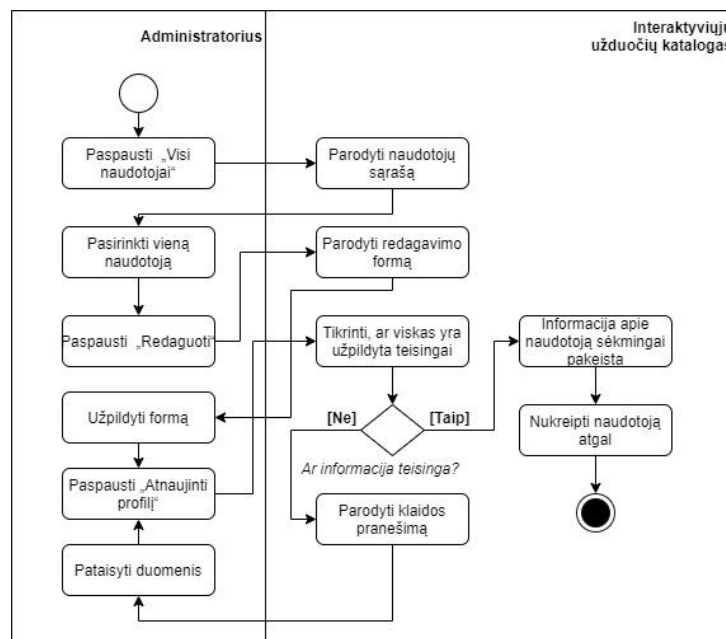 Administratorius
Interaktyviųjų
užduočių katalogas
Paspausti „Visi
naudotojai“
Parodyti naudotojų
sąrašą
Pasirinkti vieną
naudotoją
Parodyti redagavimo
formą
Paspausti „Redaguoti“
Tikrinti, ar viskas yra
užpildyta teisingai
Informacija apie
naudotoją sėkmingai
pakeista
Užpildyti formą
[Ne]
[Taip]
Nukreipti naudotoją
atgal
Ar informacija teisinga?
Paspausti „Atnaujinti
profilį“
Parodyti klaidos
pranešimą
Pataisyti duomenis